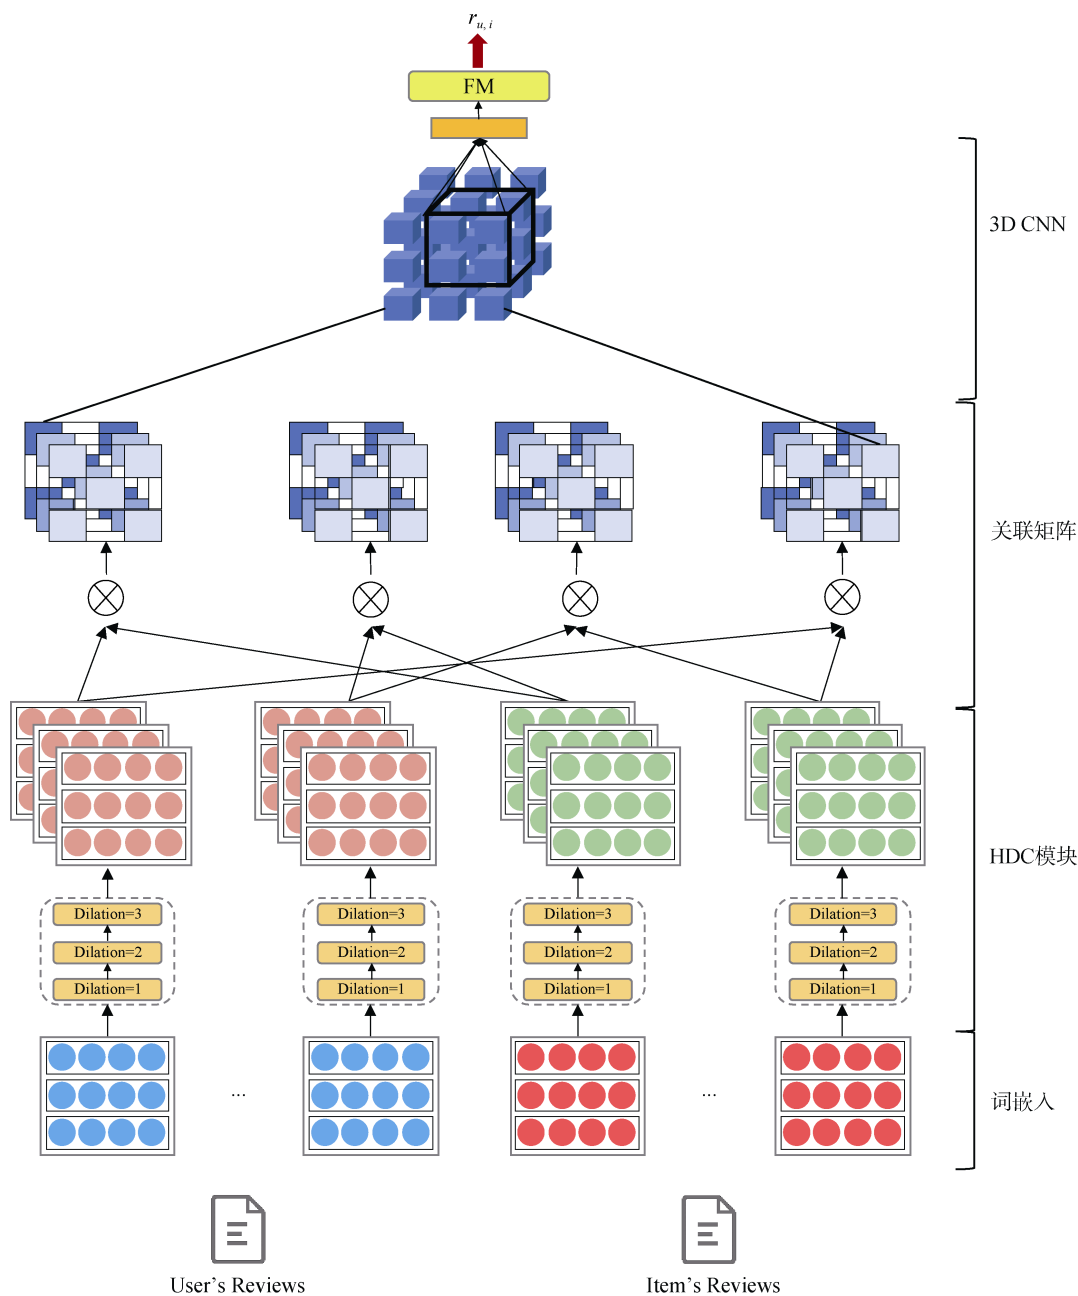 r u, i
FM
3D CNN
关联矩阵
HDC模块
Dilation=3 Dilation=3 Dilation=3 Dilation=3
Dilation=2 Dilation=2 Dilation=2 Dilation=2
Dilation=1 Dilation=1 Dilation=1 Dilation=1
... ...
词嵌入
User's Reviews Item's Reviews